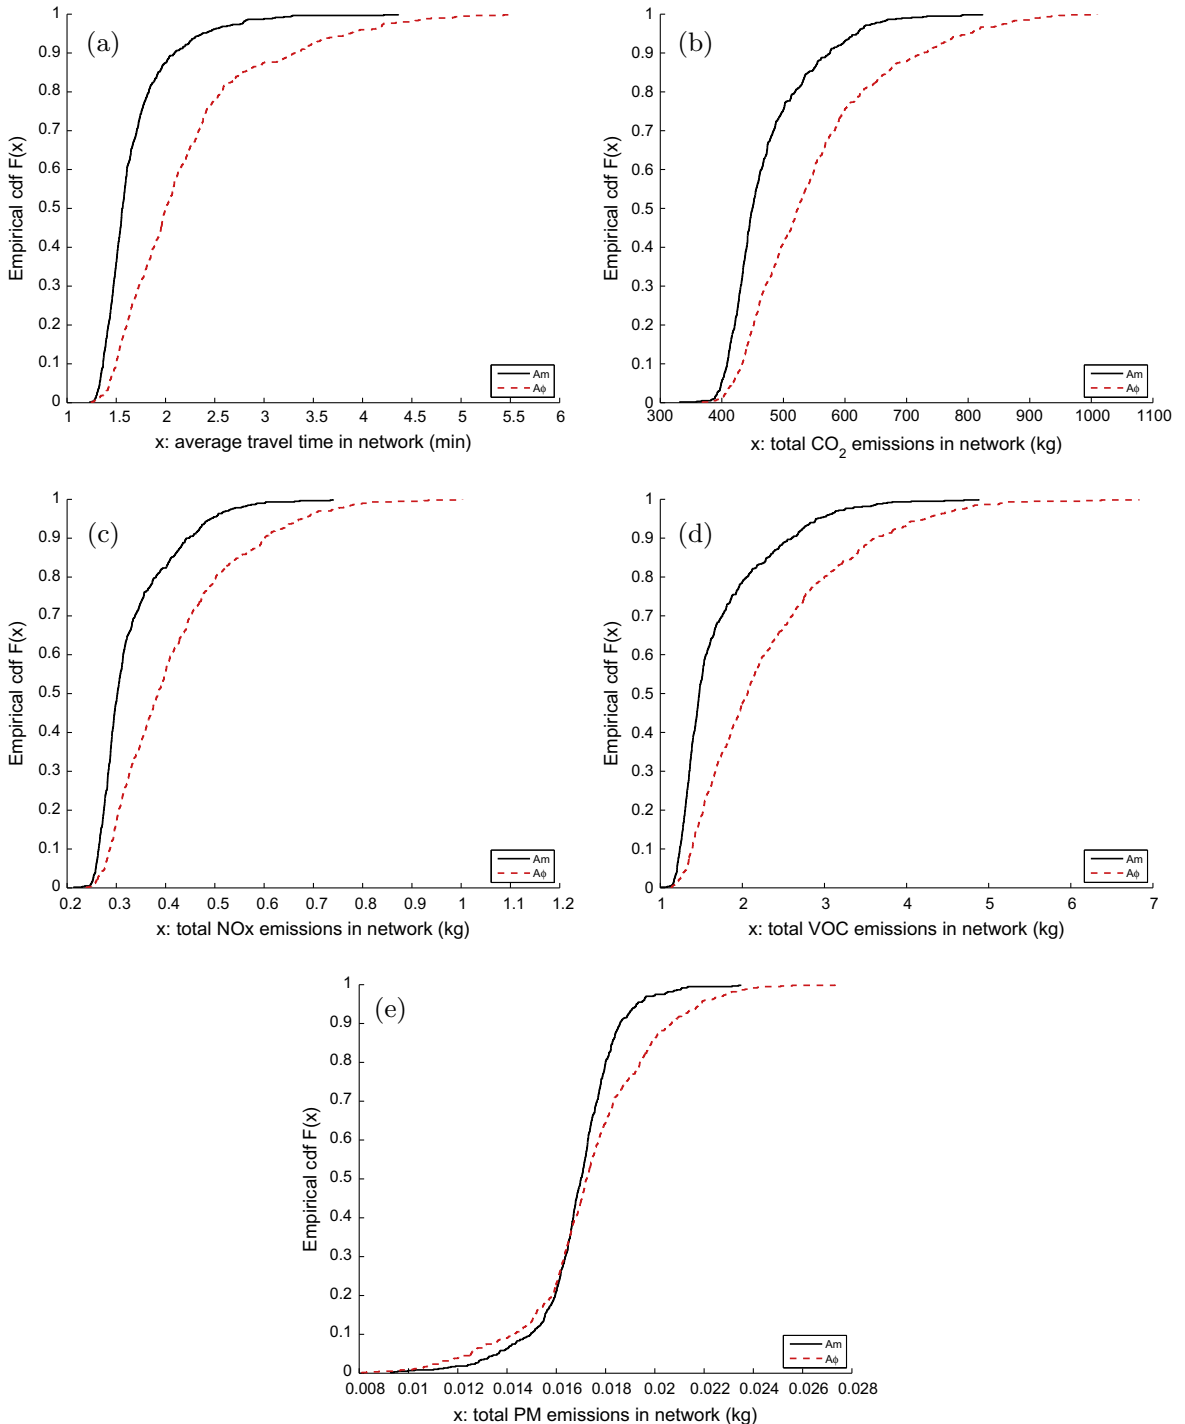 (a)
Empirical cdf F(x)
1
0.9
0.8
0.7
0.6
0.5
0.4
0.3
0.2
0.1
0
1 1.5 2 2.5 3 3.5 4 4.5 5 5.5 6
x: average travel time in network (min)
Am
Aϕ
(b)
Empirical cdf F(x)
1
0.9
0.8
0.7
0.6
0.5
0.4
0.3
0.2
0.1
0
300 400 500 600 700 800 900 1000 1100
x: total CO2 emissions in network (kg)
Am
Aϕ
(c)
Empirical cdf F(x)
1
0.9
0.8
0.7
0.6
0.5
0.4
0.3
0.2
0.1
0
0.2 0.3 0.4 0.5 0.6 0.7 0.8 0.9 1 1.1 1.2
x: total NOx emissions in network (kg)
Am
Aϕ
(d)
Empirical cdf F(x)
1
0.9
0.8
0.7
0.6
0.5
0.4
0.3
0.2
0.1
0
1 2 3 4 5 6 7
x: total VOC emissions in network (kg)
Am
Aϕ
(e)
Empirical cdf F(x)
1
0.9
0.8
0.7
0.6
0.5
0.4
0.3
0.2
0.1
0
0.008 0.01 0.012 0.014 0.016 0.018 0.02 0.022 0.024 0.026 0.028
x: total PM emissions in network (kg)
Am
Aϕ